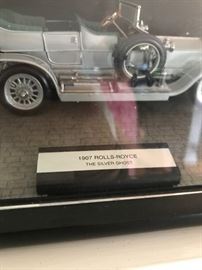 1907 ROLLS-ROYCE
THE SILVER GHOST